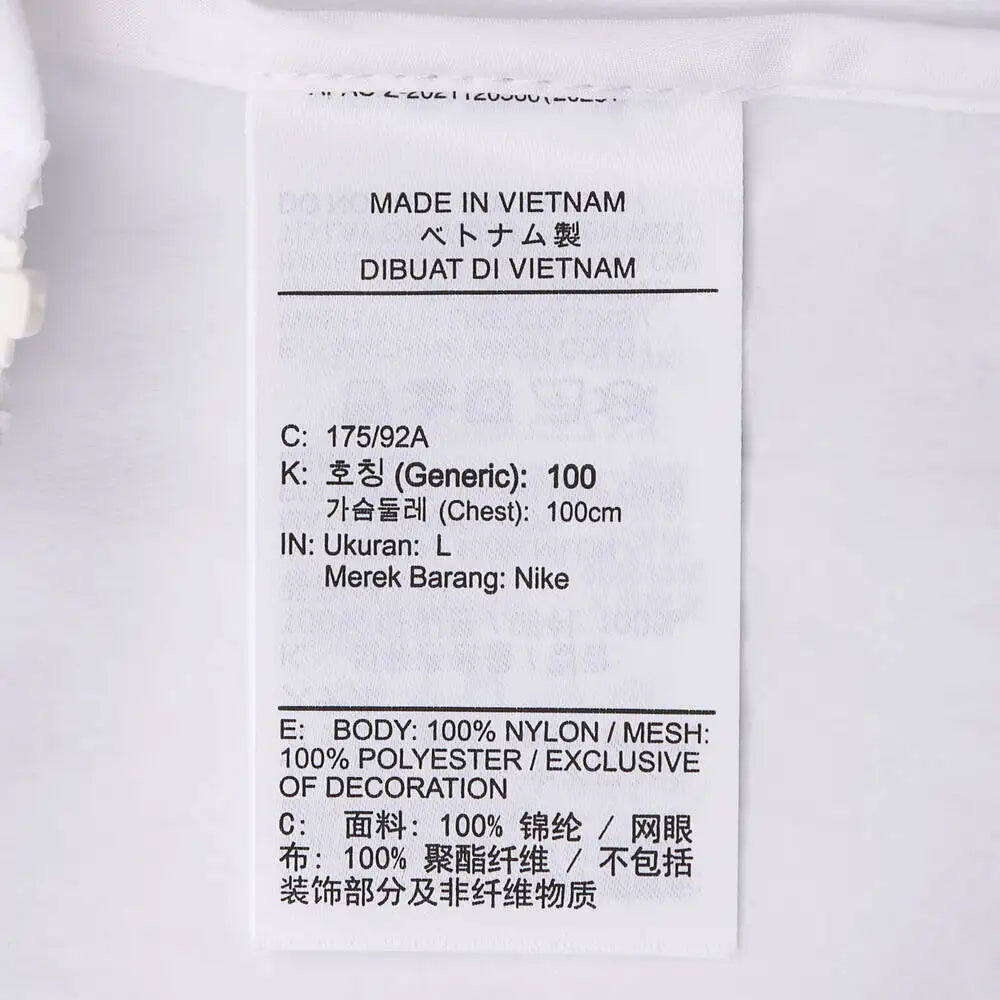 MADE IN VIETNAM
ベトナム製
DIBUAT DI VIETNAM
C: 175/92A
K: 호칭 (Generic): 100
가슴둘레 (Chest): 100cm
IN: Ukuran: L
Merek Barang: Nike
E: BODY: 100% NYLON / MESH:
100% POLYESTER / EXCLUSIVE
OF DECORATION
C: 面料: 100% 锦纶 / 网眼
布: 100% 聚酯纤维 / 不包括
装饰部分及非纤维物质